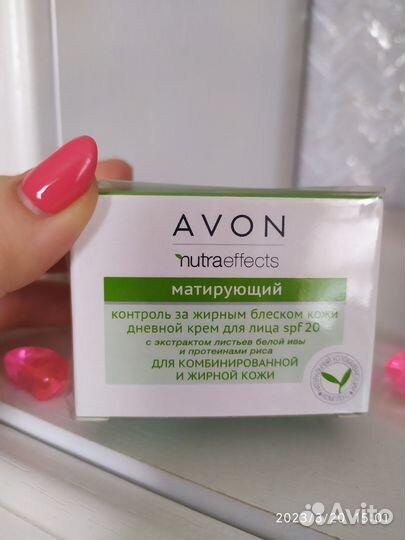 AVON
nutraeffects
матирующий
контроль за жирным блеском кожи
дневной крем для лица spf 20
с экстрактом листьев белой ивы
и протеинами риса
ДЛЯ КОМБИНИРОВАННОЙ
И ЖИРНОЙ КОЖИ
Avito